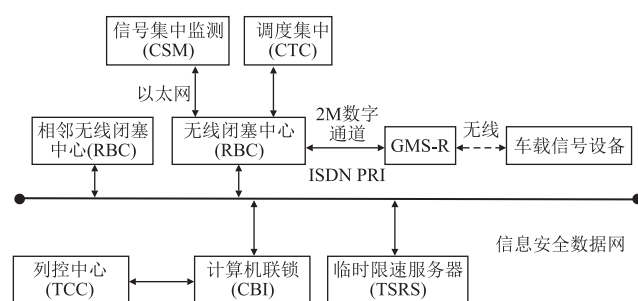 信号集中监测
(CSM)
调度集中
(CTC)
以太网
相邻无线闭塞
中心(RBC)
无线闭塞中心
(RBC)
2M数字
通道
ISDN PRI
GMS-R
无线
车载信号设备
信息安全数据网
列控中心
(TCC)
计算机联锁
(CBI)
临时限速服务器
(TSRS)